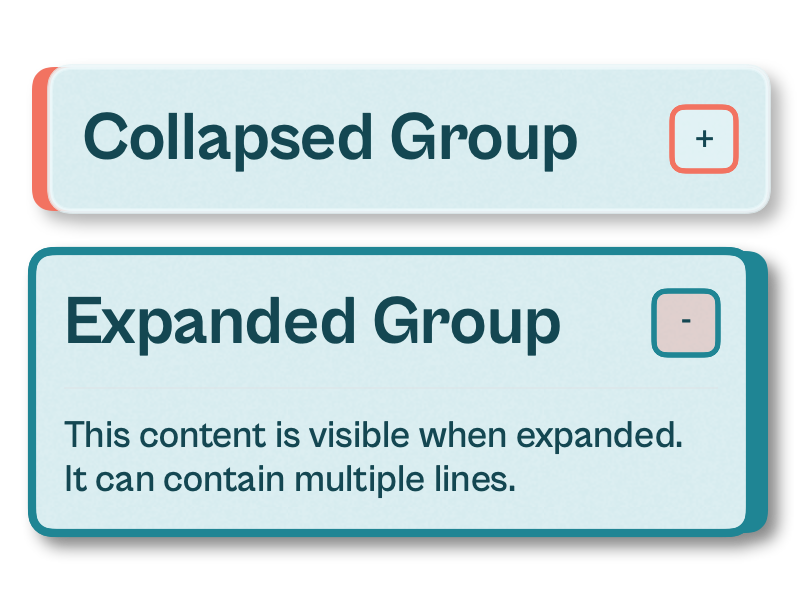 Collapsed Group
+
Expanded Group
-
This content is visible when expanded.
It can contain multiple lines.